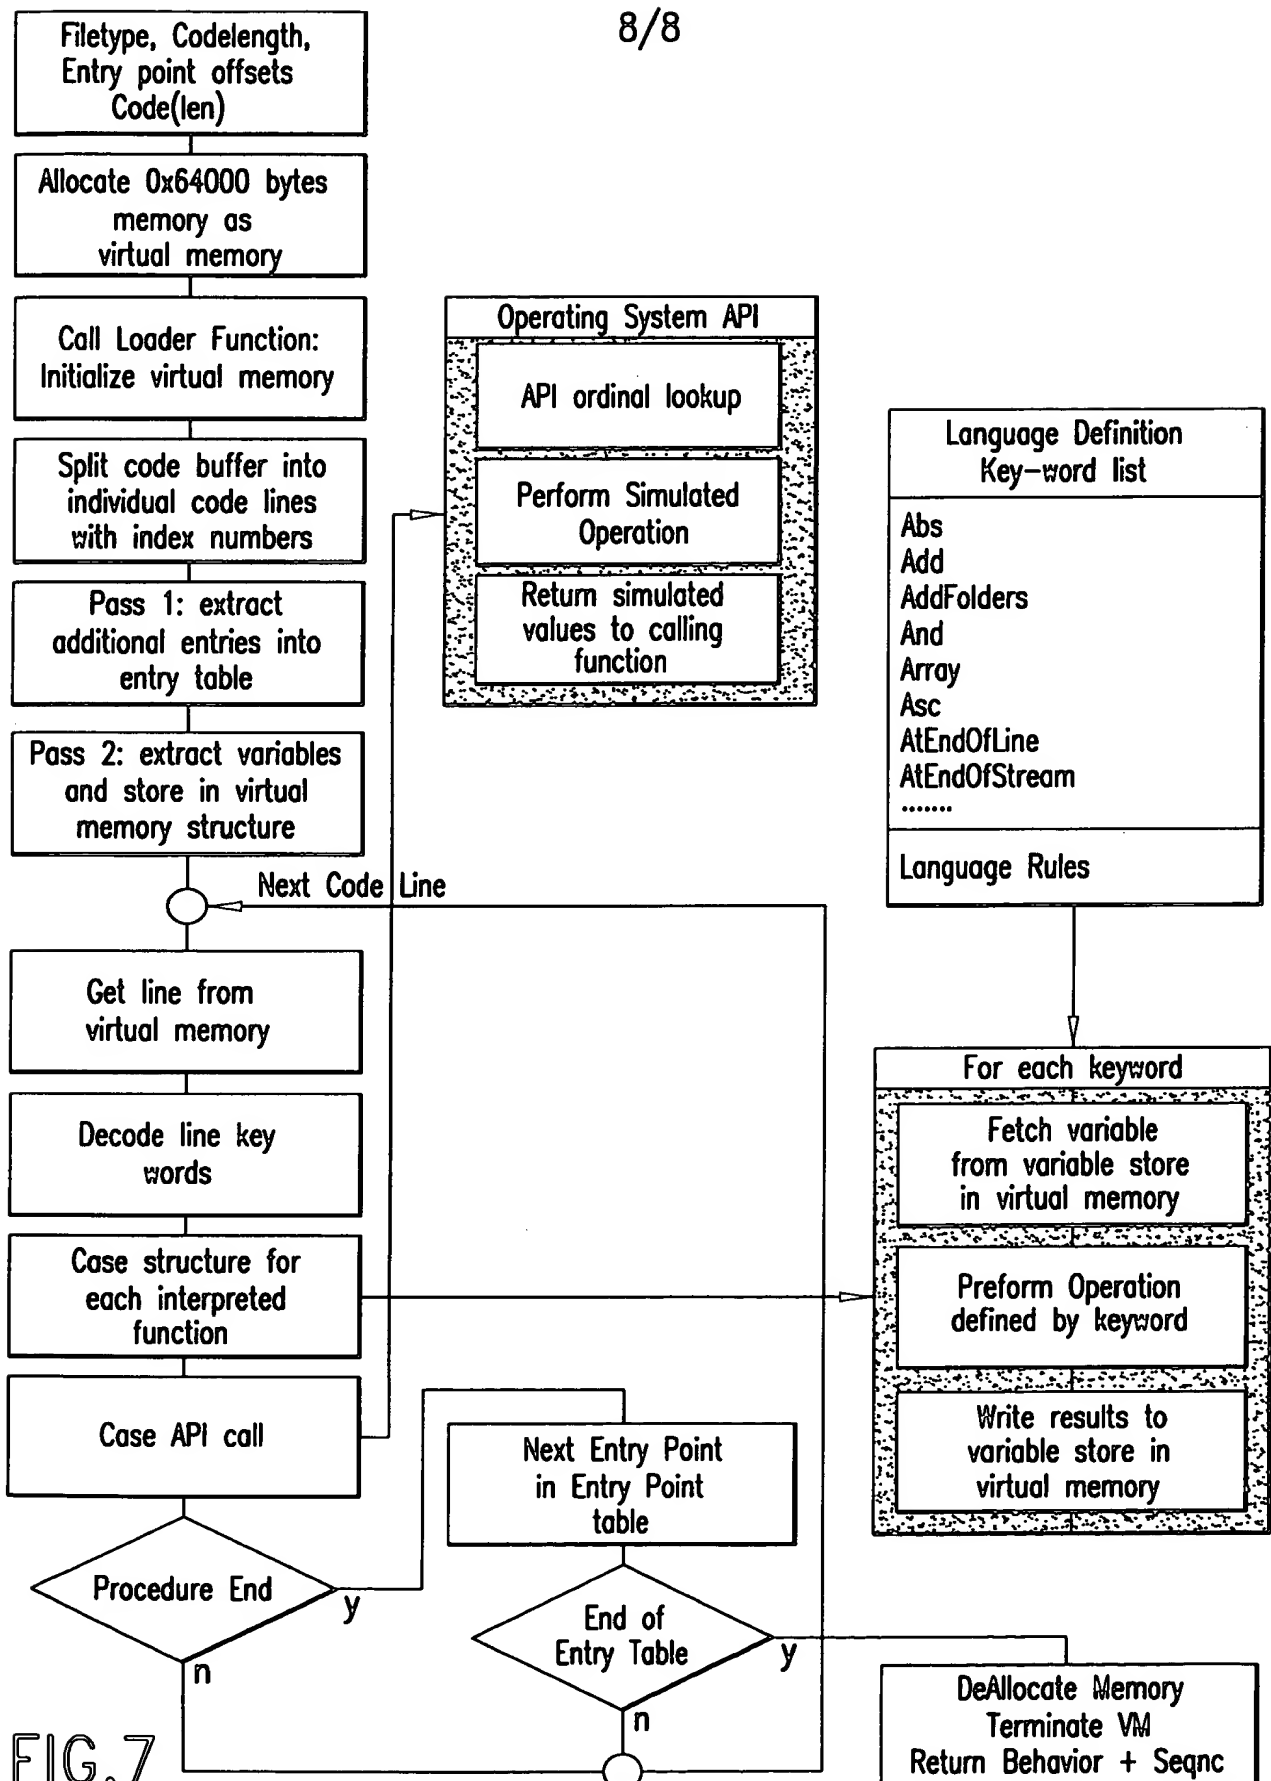 8/8
Filetype, Codelength,
Entry point offsets
Code(len)
Allocate 0x64000 bytes
memory as
virtual memory
Call Loader Function:
Initialize virtual memory
Split code buffer into
individual code lines
with index numbers
Pass 1: extract
additional entries into
entry table
Pass 2: extract variables
and store in virtual
memory structure
Next Code Line
Get line from
virtual memory
Decode line key
words
Case structure for
each interpreted
function
Case API call
Procedure End
y
n
Operating System API
API ordinal lookup
Perform Simulated
Operation
Return simulated
values to calling
function
Language Definition
Key-word list
Abs
Add
AddFolders
And
Array
Asc
AtEndOfLine
AtEndOfStream
.......
Language Rules
For each keyword
Fetch variable
from variable store
in virtual memory
Preform Operation
defined by keyword
Write results to
variable store in
virtual memory
Next Entry Point
in Entry Point
table
End of
Entry Table
y
n
DeAllocate Memory
Terminate VM
Return Behavior + Seqnc
FIG.7